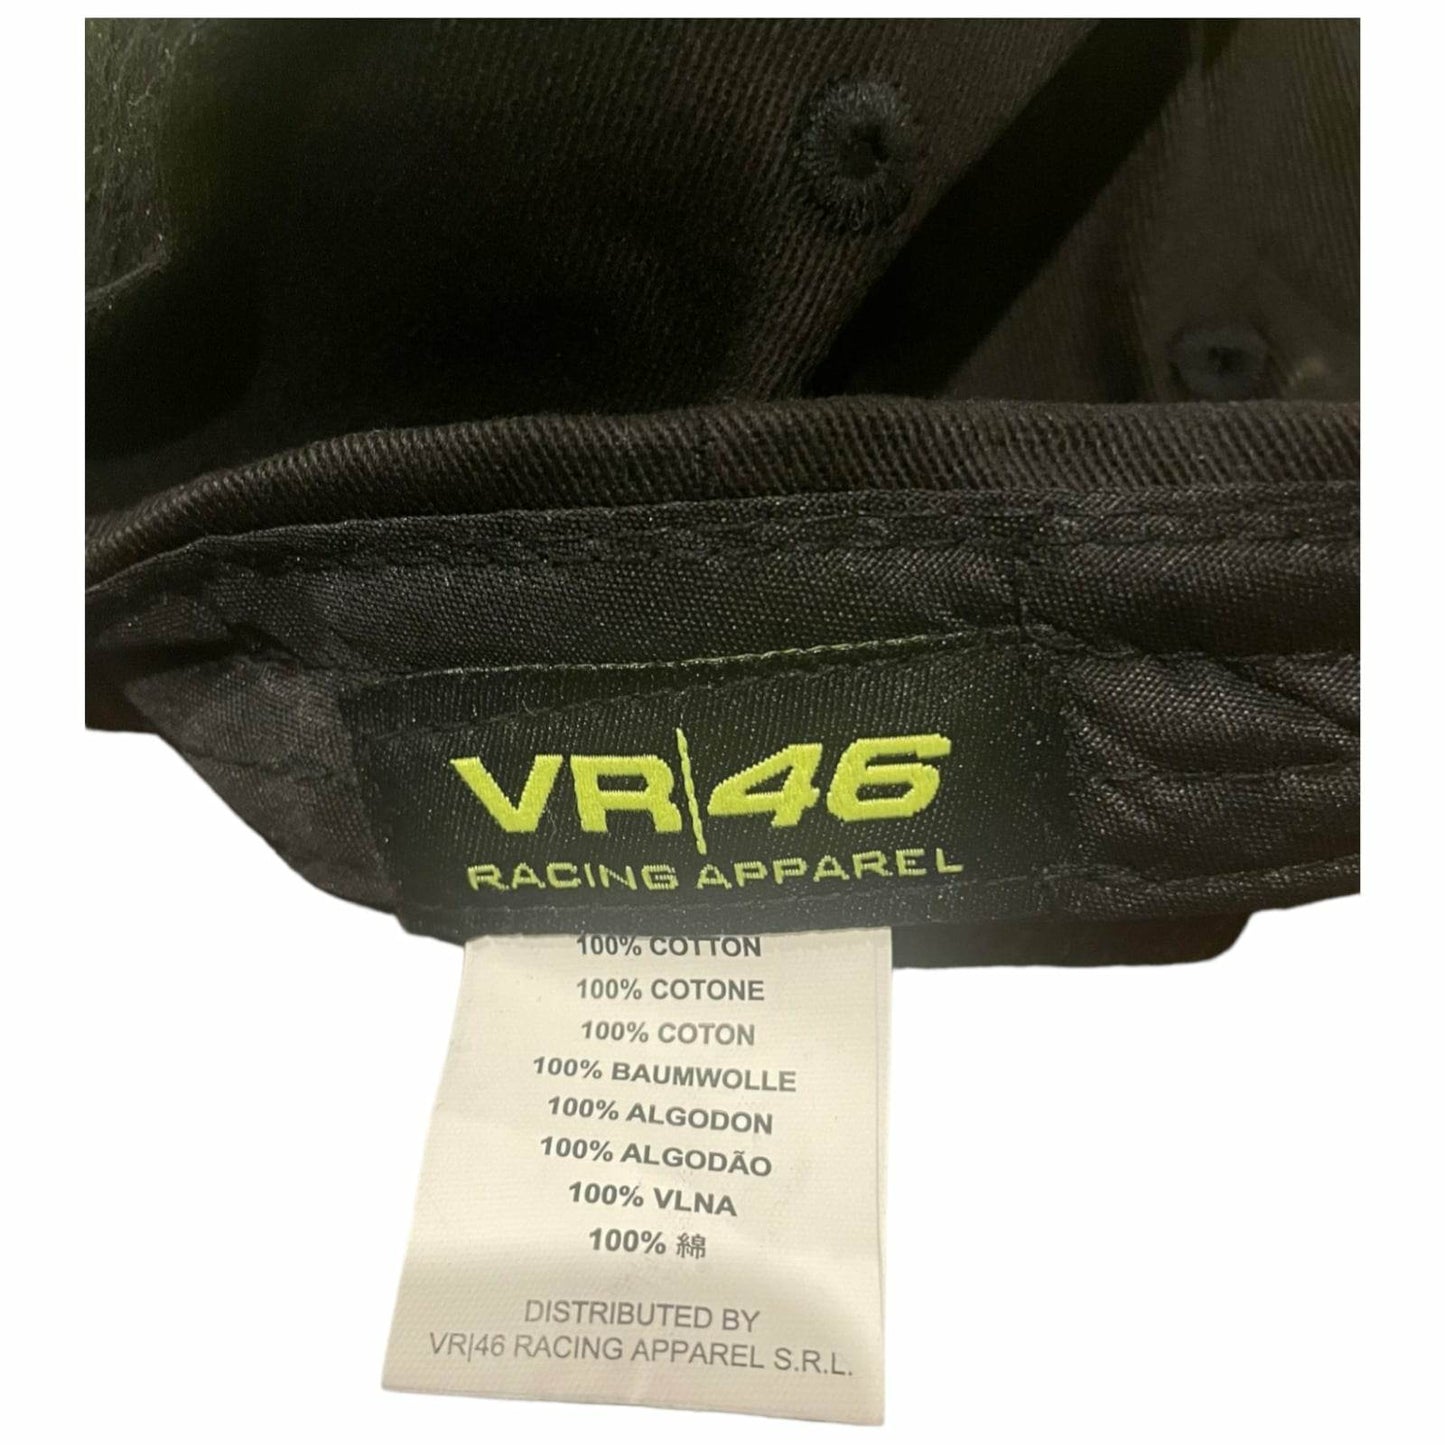 VR|46
RACING APPAREL
100% COTTON
100% COTONE
100% COTON
100% BAUMWOLLE
100% ALGODON
100% ALGODÃO
100% VLNA
100% 綿
DISTRIBUTED BY
VR|46 RACING APPAREL S.R.L.